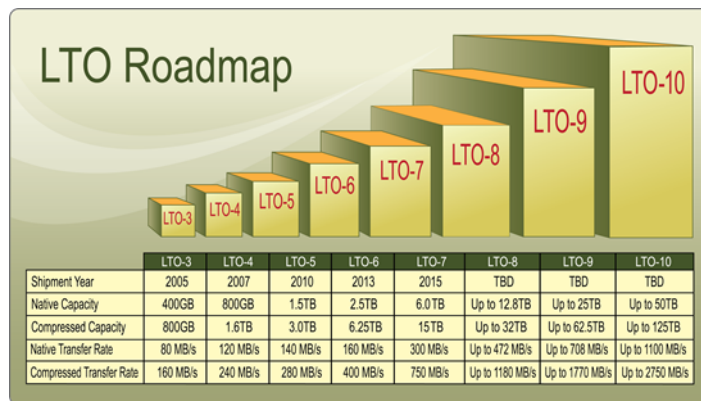 LTO Roadmap
LTO-3
LTO-4
LTO-5
LTO-6
LTO-7
LTO-8
LTO-9
LTO-10
LTO-3 LTO-4 LTO-5 LTO-6 LTO-7 LTO-8 LTO-9 LTO-10
Shipment Year 2005 2007 2010 2013 2015 TBD TBD TBD
Native Capacity 400GB 800GB 1.5TB 2.5TB 6.0TB Up to 12.8TB Up to 25TB Up to 50TB
Compressed Capacity 800GB 1.6TB 3.0TB 6.25TB 15TB Up to 32TB Up to 62.5TB Up to 125TB
Native Transfer Rate 80 MB/s 120 MB/s 140 MB/s 160 MB/s 300 MB/s Up to 472 MB/s Up to 708 MB/s Up to 1100 MB/s
Compressed Transfer Rate 160 MB/s 240 MB/s 280 MB/s 400 MB/s 750 MB/s Up to 1180 MB/s Up to 1770 MB/s Up to 2750 MB/s